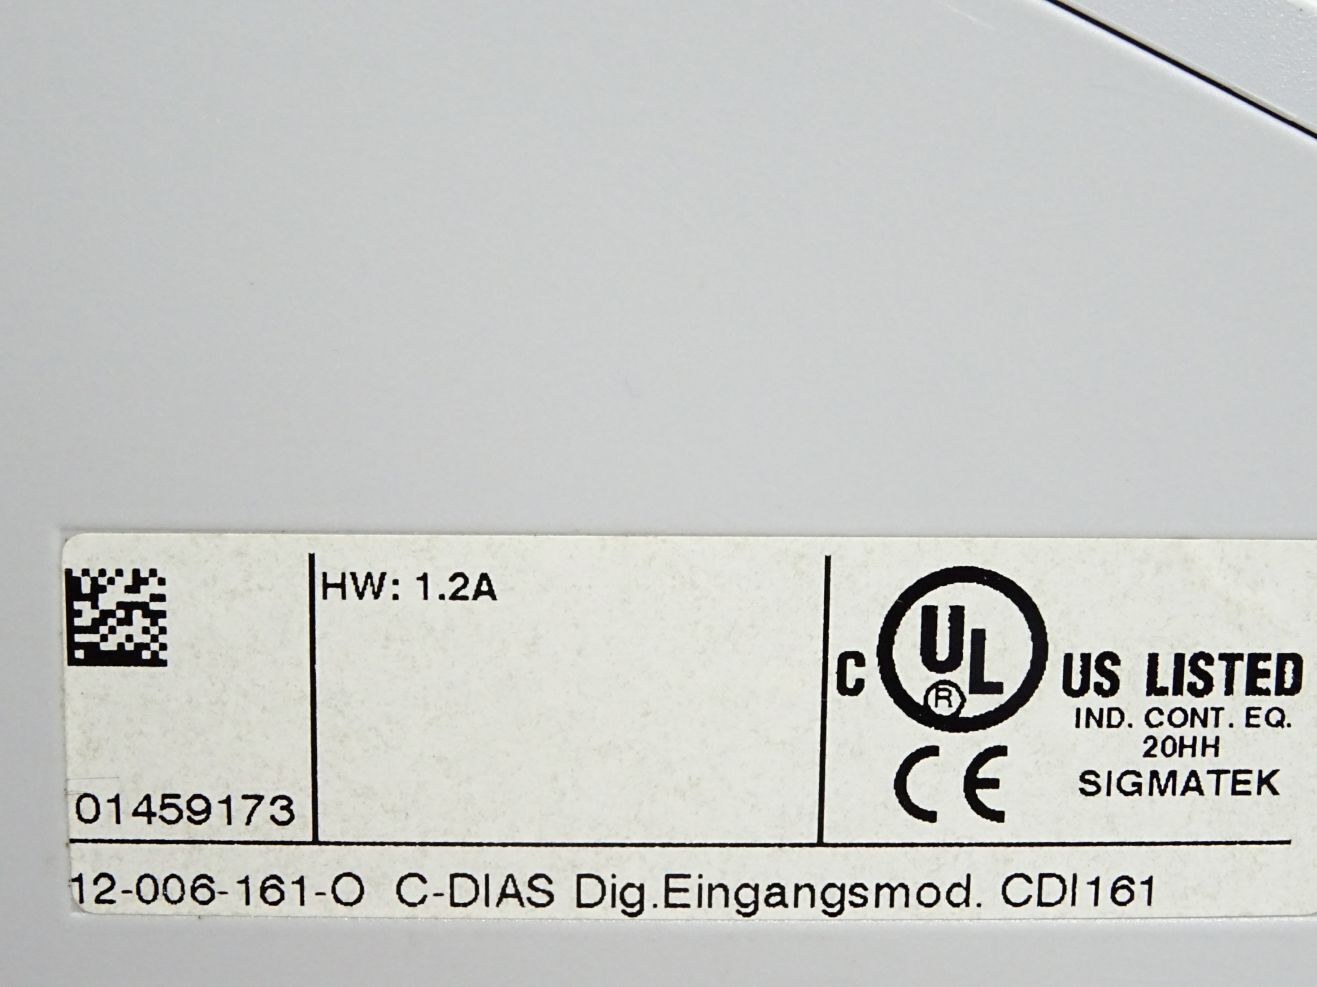 HW: 1.2A
01459173
C UL ® US LISTED
IND. CONT. EQ.
20HH
CE SIGMATEK
12-006-161-O C-DIAS Dig.Eingangsmod. CDI161